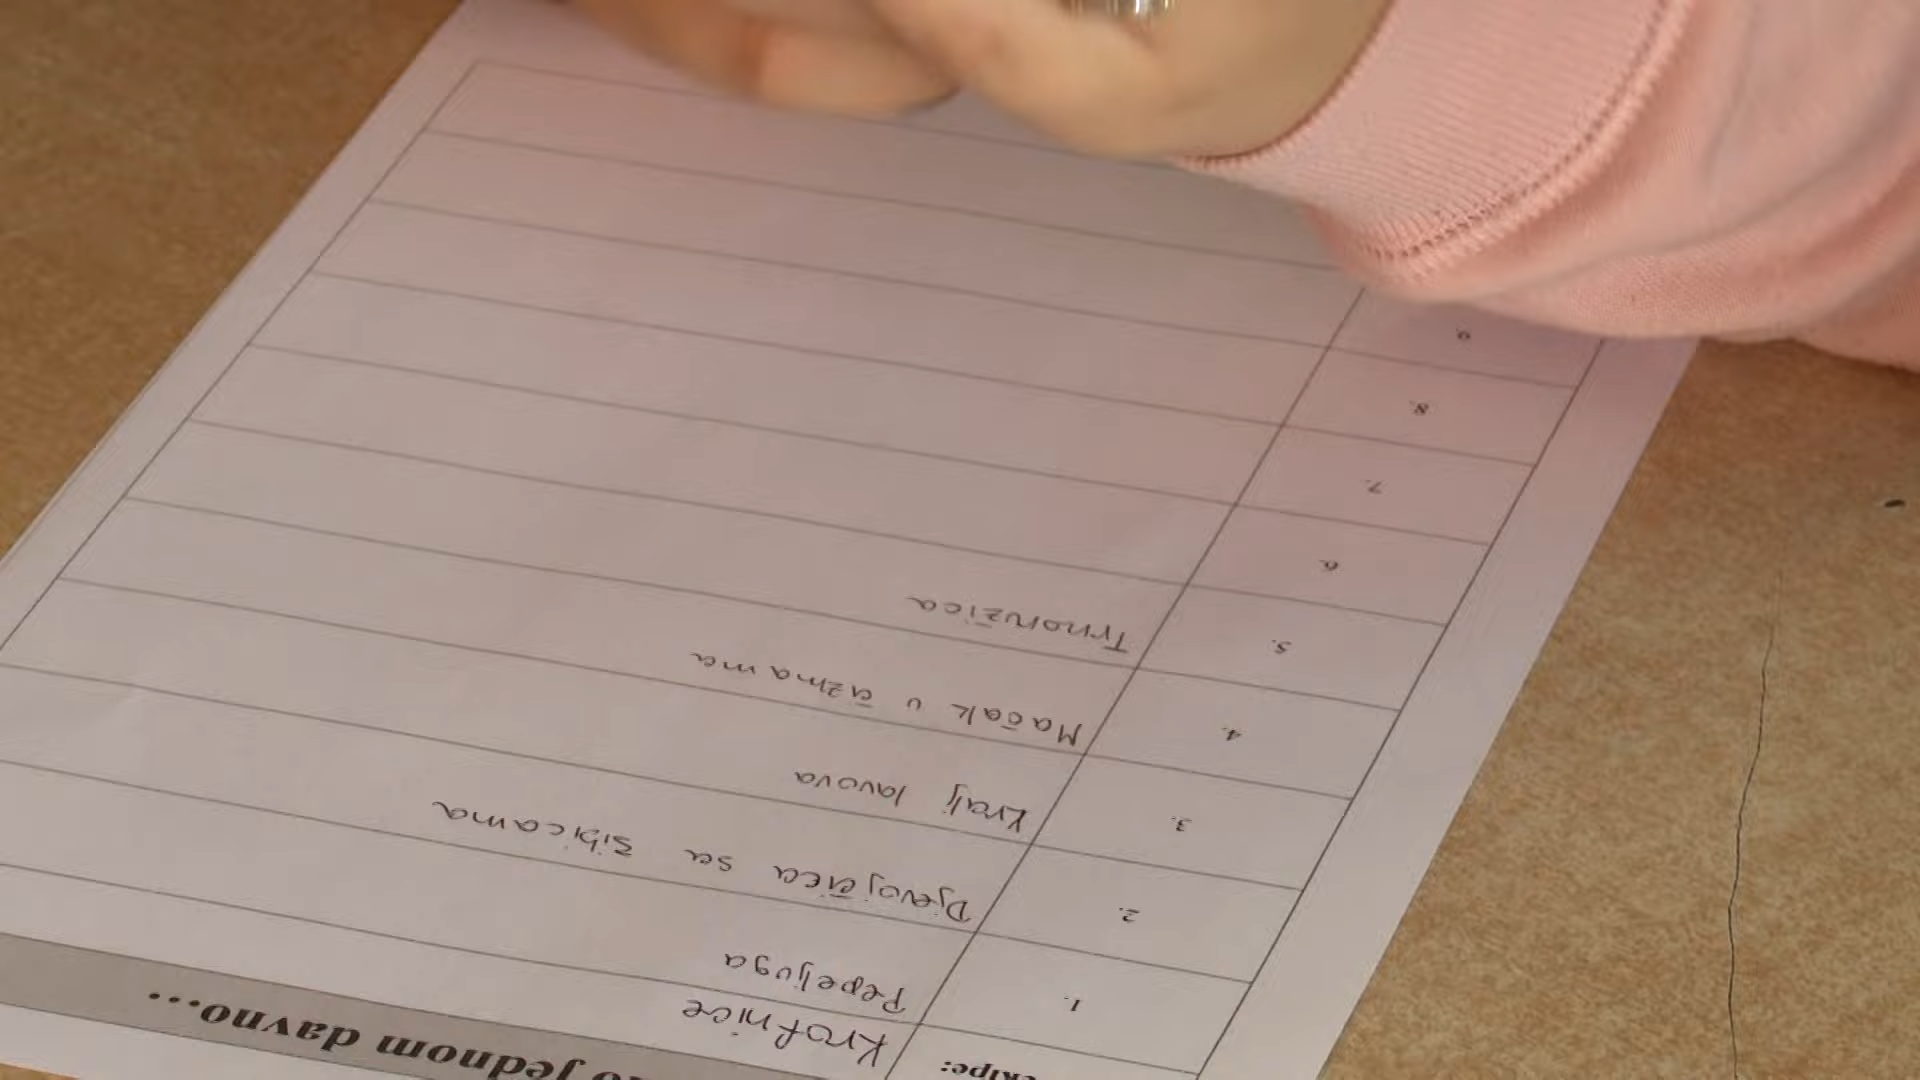 jednom davno...
ekipe: Krofnice
1. Pepeljuga
2. Djevojčica sa šibicama
3. Kralj lavova
4. Mačak u čizmama
5. Trnoružica
6.
7.
8.
9.